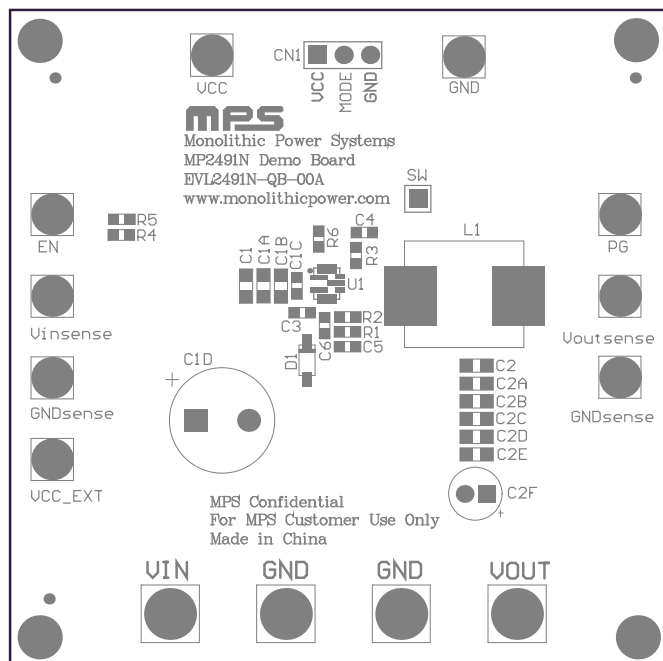 CN1
VCC
VCC
MODE
GND
GND
MPS
Monolithic Power Systems
MP2491N Demo Board
EVL2491N-QB-00A
www.monolithicpower.com
SW
EN
R5
R4
R6
C4
R3
L1
PG
C1
C1A
C1B
C1C
U1
Vinsense
Voutsense
C3
C6
R2
R1
C5
D1
C1D
GNDsense
GNDsense
C2
C2A
C2B
C2C
C2D
C2E
C2F
+
+
VCC_EXT
MPS Confidential
For MPS Customer Use Only
Made in China
VIN
GND
GND
VOUT